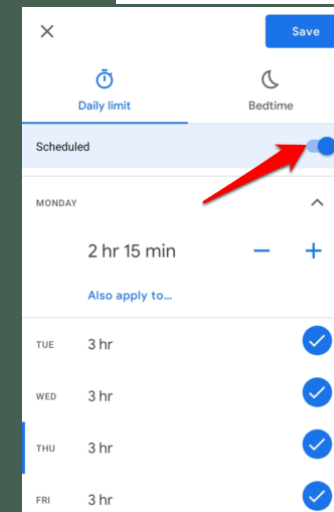 Save
Daily limit
Bedtime
Scheduled
MONDAY
2 hr 15 min
Also apply to...
TUE 3 hr
WED 3 hr
THU 3 hr
FRI 3 hr